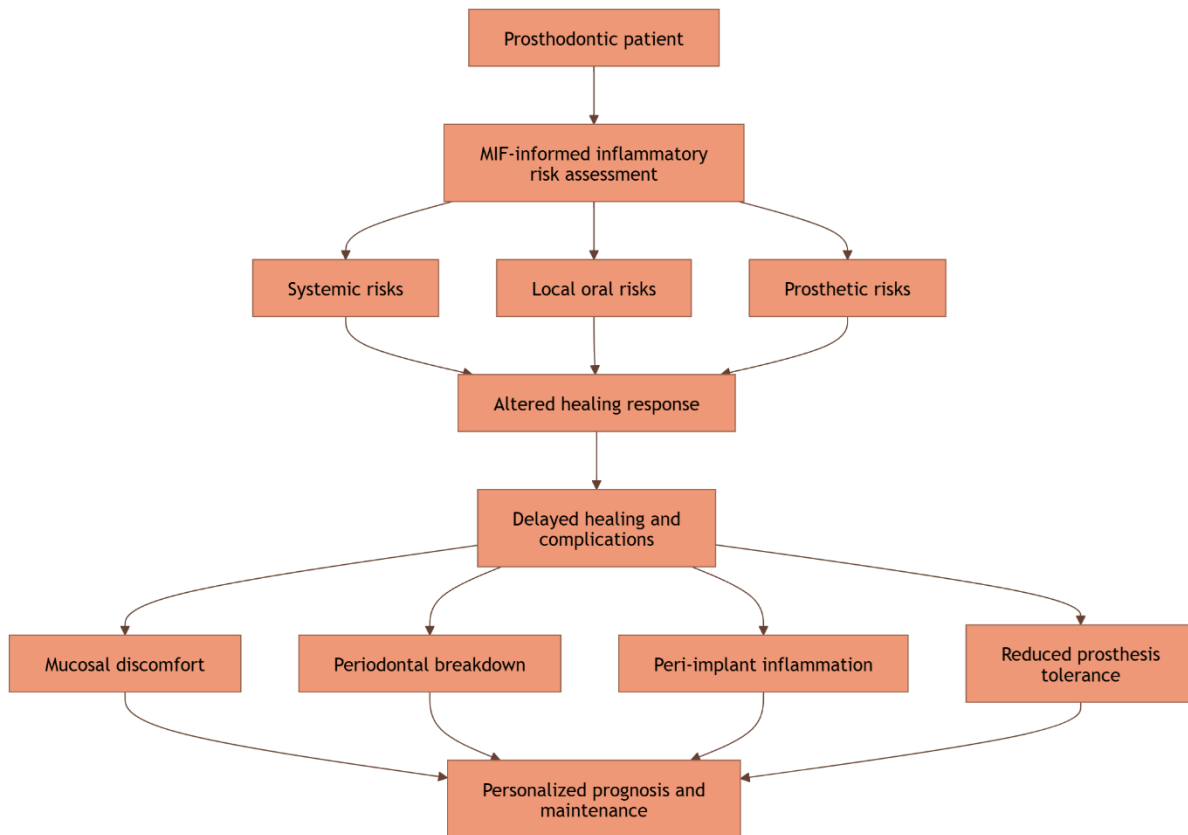 Prosthodontic patient
MIF-informed inflammatory
risk assessment
Systemic risks
Local oral risks
Prosthetic risks
Altered healing response
Delayed healing and
complications
Mucosal discomfort
Periodontal breakdown
Peri-implant inflammation
Reduced prosthesis
tolerance
Personalized prognosis and
maintenance